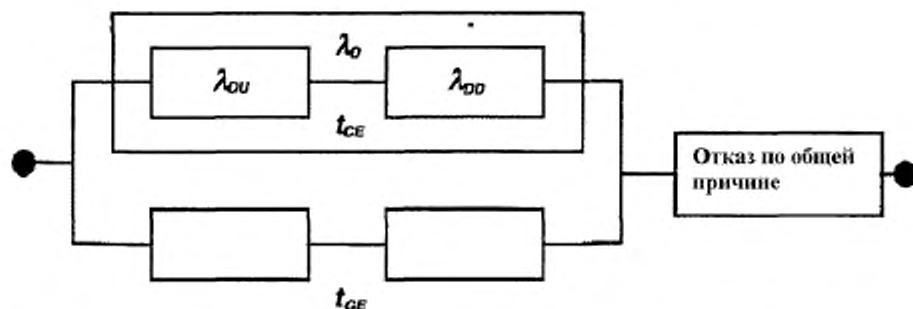 λD
λDU
λDD
tCE
Отказ по общей
причине
tGE